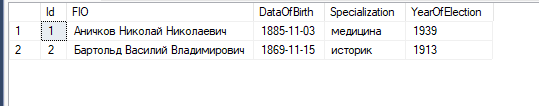 Id FIO DataOfBirth Specialization YearOfElection
1 1 Аничков Николай Николаевич 1885-11-03 медицина 1939
2 2 Бартольд Василий Владимирович 1869-11-15 историк 1913